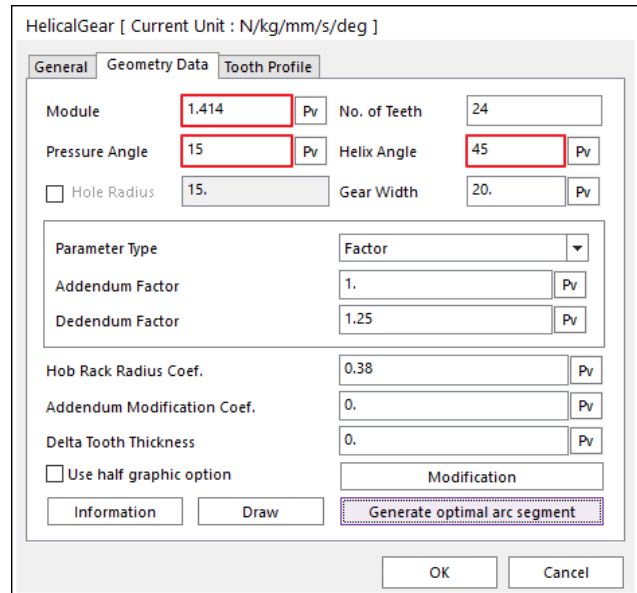 HelicalGear [ Current Unit : N/kg/mm/s/deg ]
General Geometry Data Tooth Profile
Module 1.414 Pv No. of Teeth 24
Pressure Angle 15 Pv Helix Angle 45 Pv
Hole Radius 15. Gear Width 20. Pv
Parameter Type Factor
Addendum Factor 1. Pv
Dedendum Factor 1.25 Pv
Hob Rack Radius Coef. 0.38 Pv
Addendum Modification Coef. 0. Pv
Delta Tooth Thickness 0. Pv
Use half graphic option Modification
Information Draw Generate optimal arc segment
OK Cancel